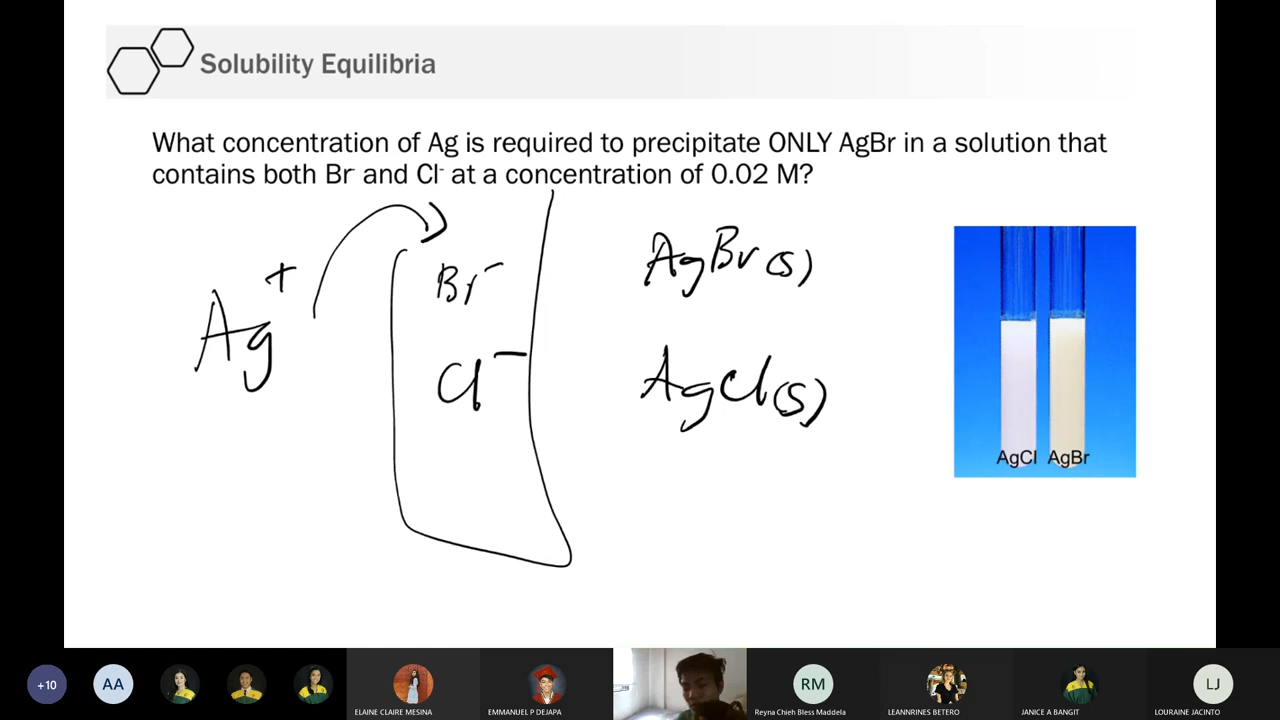 Solubility Equilibria
What concentration of Ag is required to precipitate ONLY AgBr in a solution that
contains both Br- and Cl- at a concentration of 0.02 M?
Ag+
Br-
Cl-
AgBr(s)
AgCl(s)
AgCl AgBr
+10
AA
ELAINE CLAIRE MESINA
EMMANUEL P DEJAPA
RM
Reyna Chieh Bless Maddela
LEANNRINES BETERO
JANICE A BANGIT
LJ
LOURAINE JACINTO